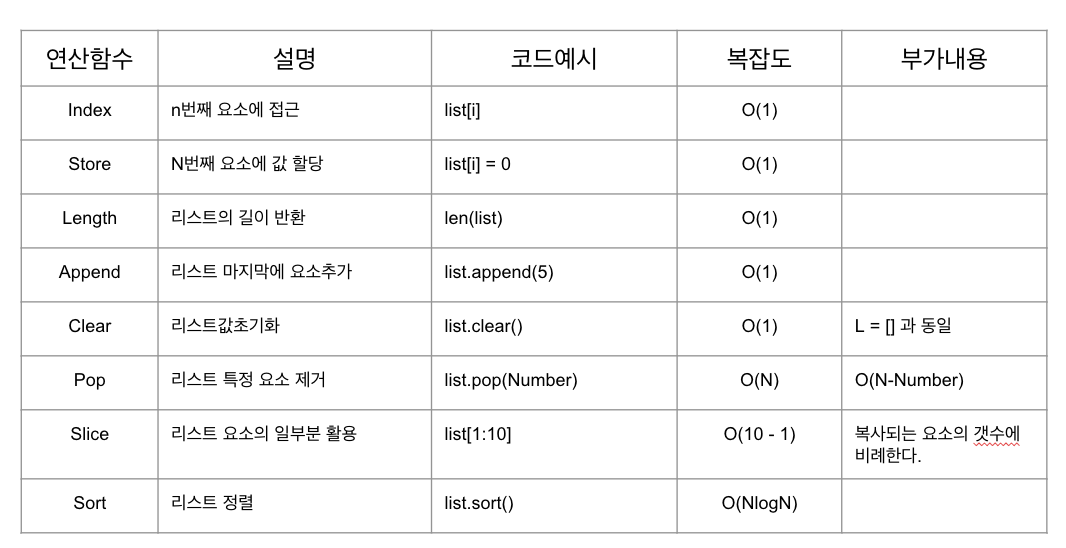 연산함수 설명 코드예시 복잡도 부가내용
Index n번째 요소에 접근 list[i] O(1)
Store N번째 요소에 값 할당 list[i] = 0 O(1)
Length 리스트의 길이 반환 len(list) O(1)
Append 리스트 마지막에 요소추가 list.append(5) O(1)
Clear 리스트값초기화 list.clear() O(1) L = [] 과 동일
Pop 리스트 특정 요소 제거 list.pop(Number) O(N) O(N-Number)
Slice 리스트 요소의 일부분 활용 list[1:10] O(10 - 1) 복사되는 요소의 갯수에
비례한다.
Sort 리스트 정렬 list.sort() O(NlogN)